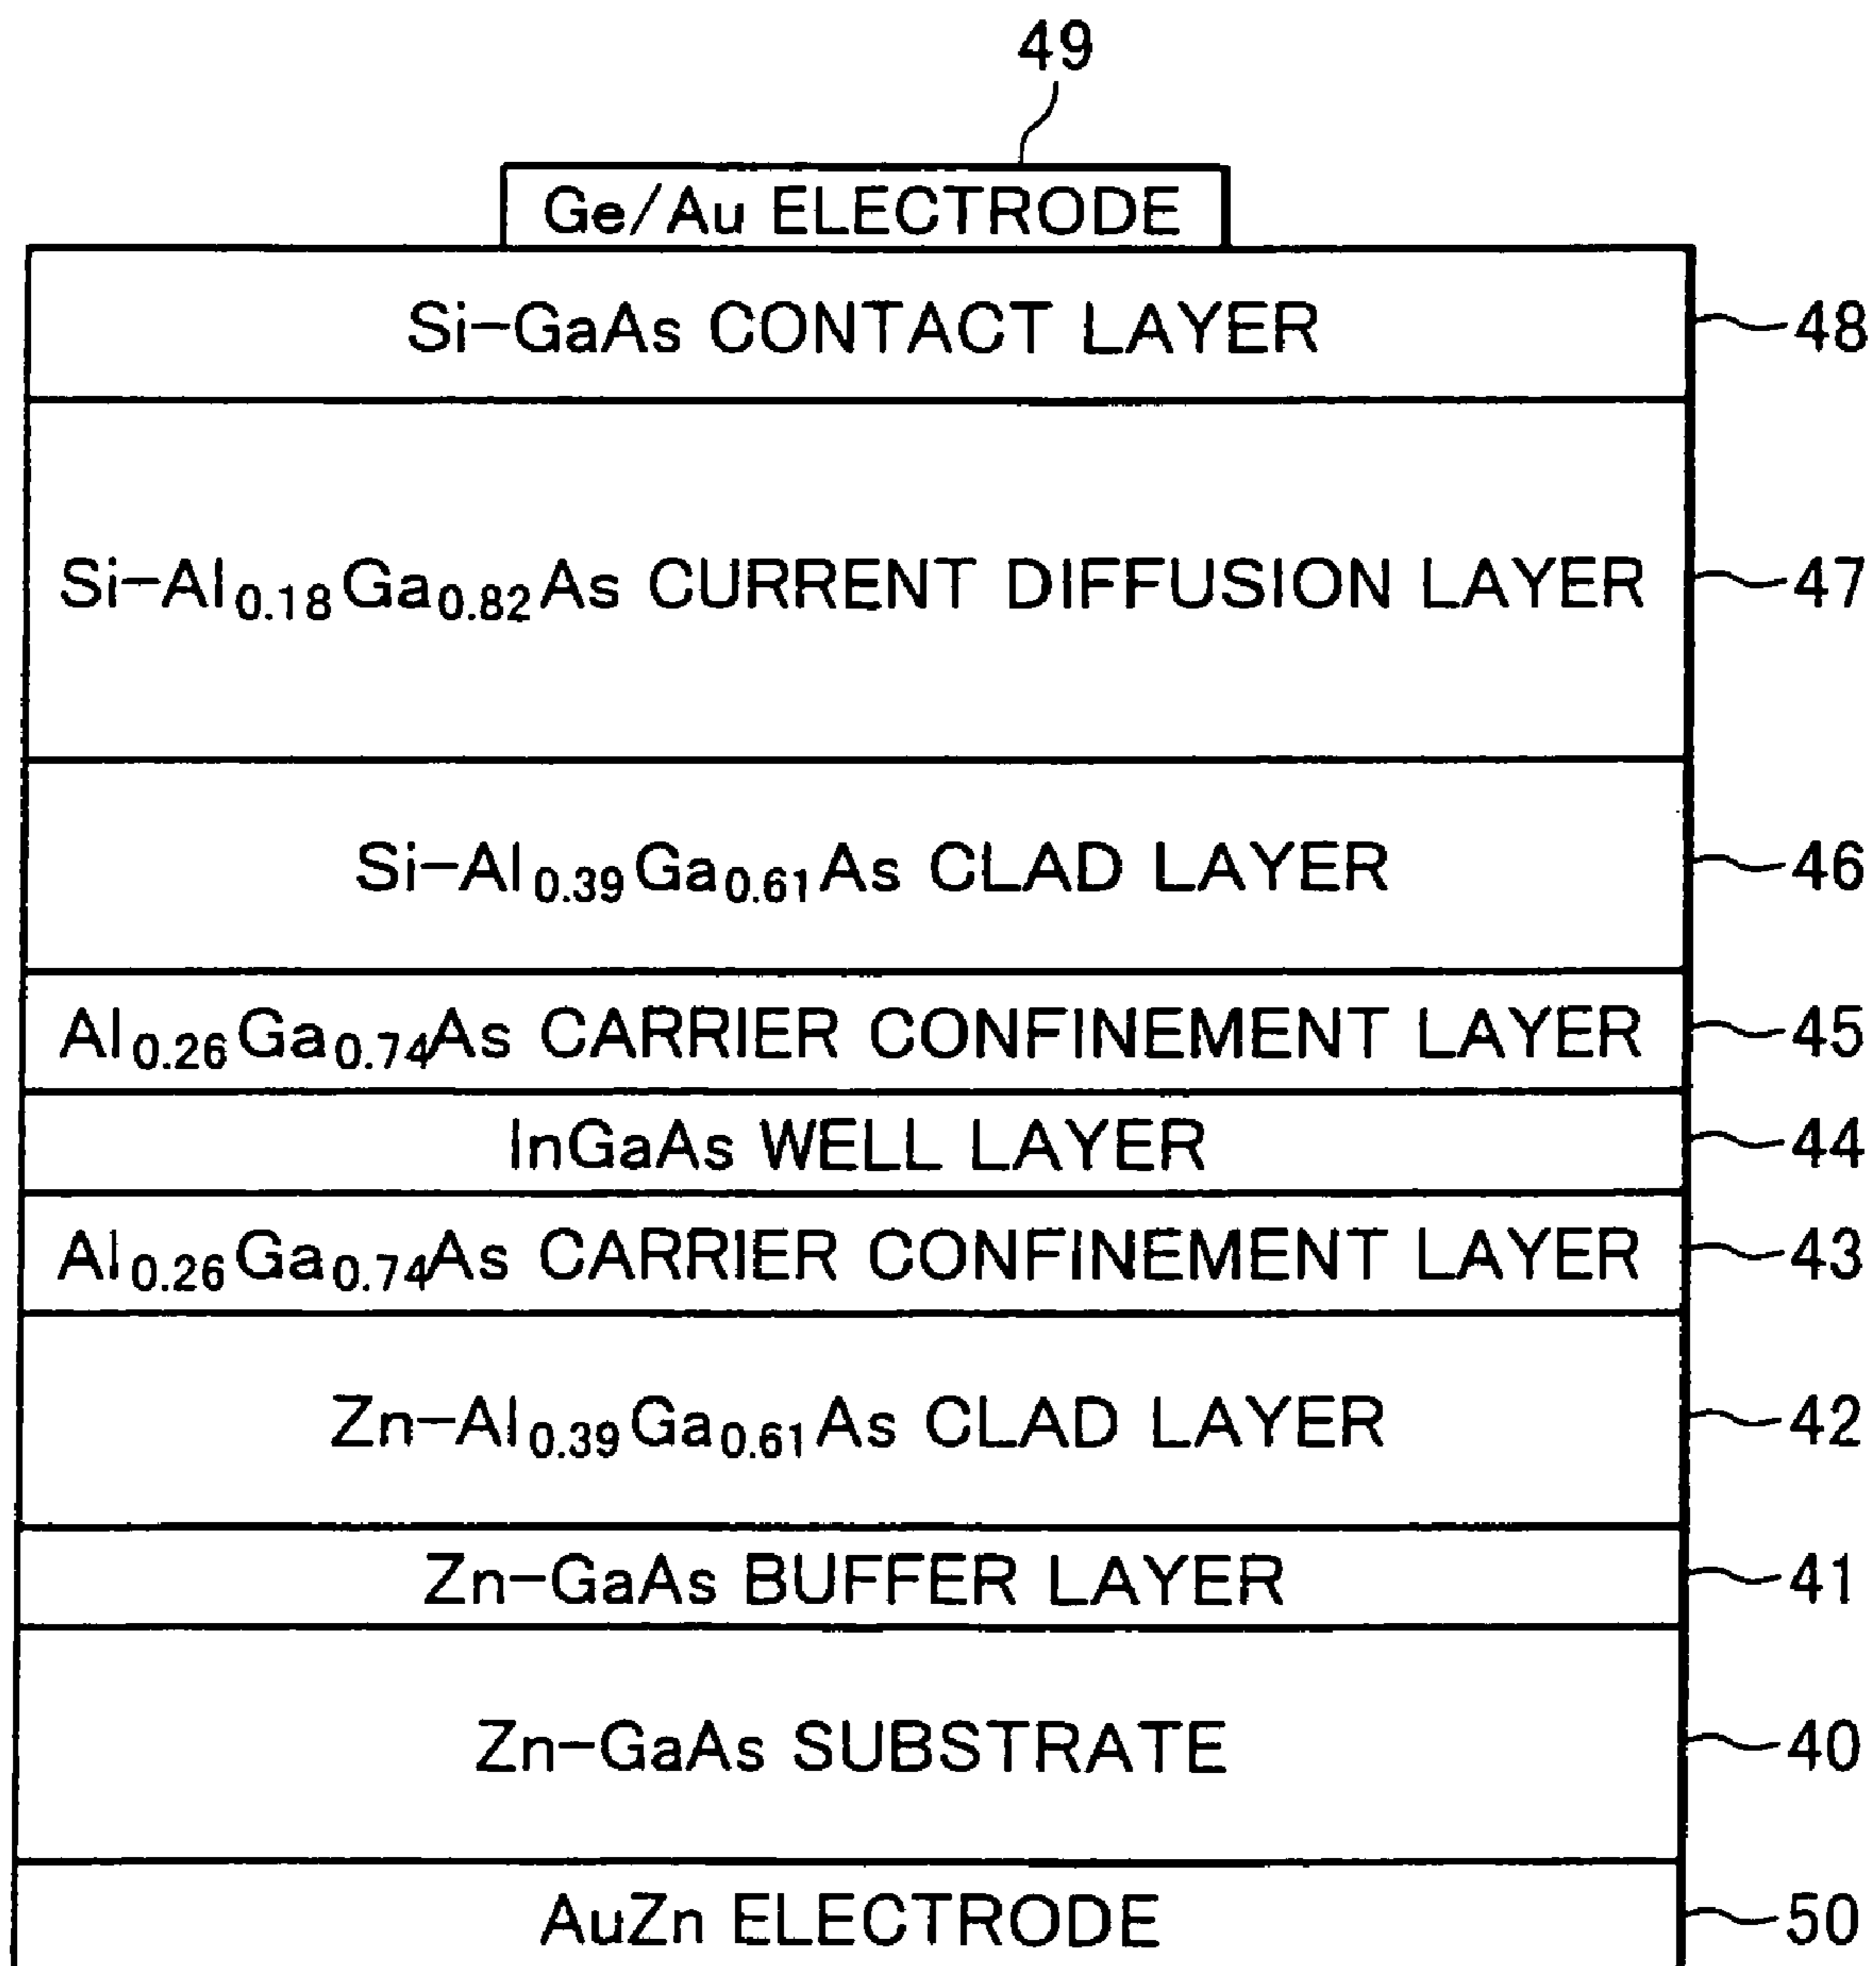 49
Ge/Au ELECTRODE
Si-GaAs CONTACT LAYER 48
Si-Al0.18Ga0.82As CURRENT DIFFUSION LAYER 47
Si-Al0.39Ga0.61As CLAD LAYER 46
Al0.26Ga0.74As CARRIER CONFINEMENT LAYER 45
InGaAs WELL LAYER 44
Al0.26Ga0.74As CARRIER CONFINEMENT LAYER 43
Zn-Al0.39Ga0.61As CLAD LAYER 42
Zn-GaAs BUFFER LAYER 41
Zn-GaAs SUBSTRATE 40
AuZn ELECTRODE 50